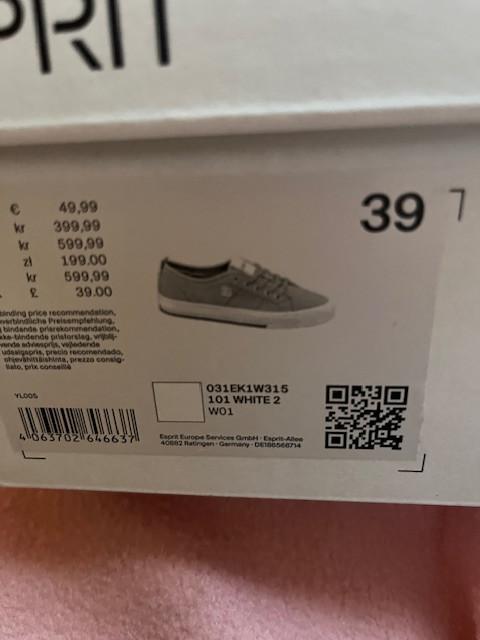 PRIT
€ 49,99
kr 399,99
kr 599,99
zł 199.00
kr 599,99
£ 39.00
39
binding price recommendation,
verbindliche Preisempfehlung,
bindende prisrekommendation,
ke-bindende prisforslag, vrijblij-
vende adviesprijs, vejledende
udsalgspris, precio recomendado,
ohjevähittäishinta, prezzo consig-
liato, prix conseillé
YL00S
031EK1W315
101 WHITE 2
W01
4 063702 646637
Esprit Europe Services GmbH · Esprit-Allee
40882 Ratingen · Germany · DE186568714